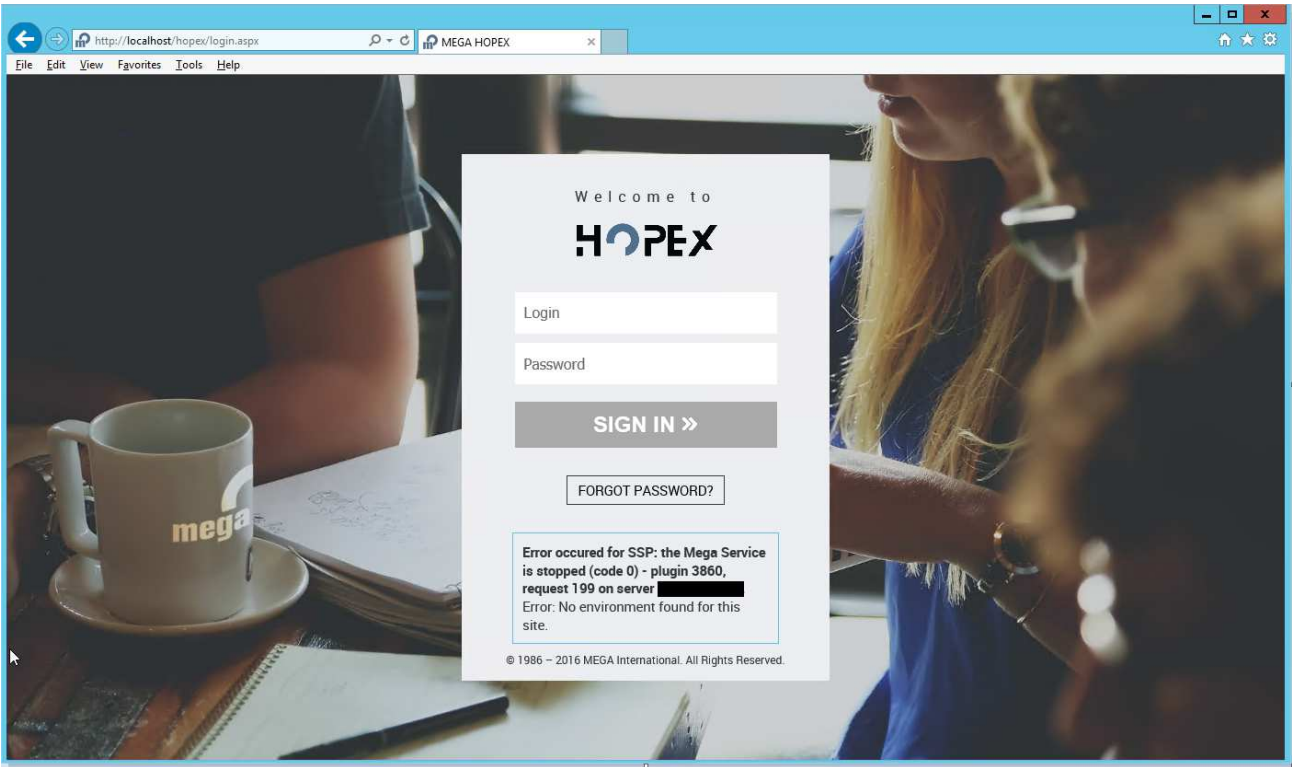 http://localhost/hopex/login.aspx
MEGA HOPEX
File Edit View Favorites Tools Help
Welcome to
HOPEX
Login
Password
SIGN IN »
FORGOT PASSWORD?
mega
Error occured for SSP: the Mega Service
is stopped (code 0) - plugin 3860,
request 199 on server
Error: No environment found for this
site.
© 1986 – 2016 MEGA International. All Rights Reserved.